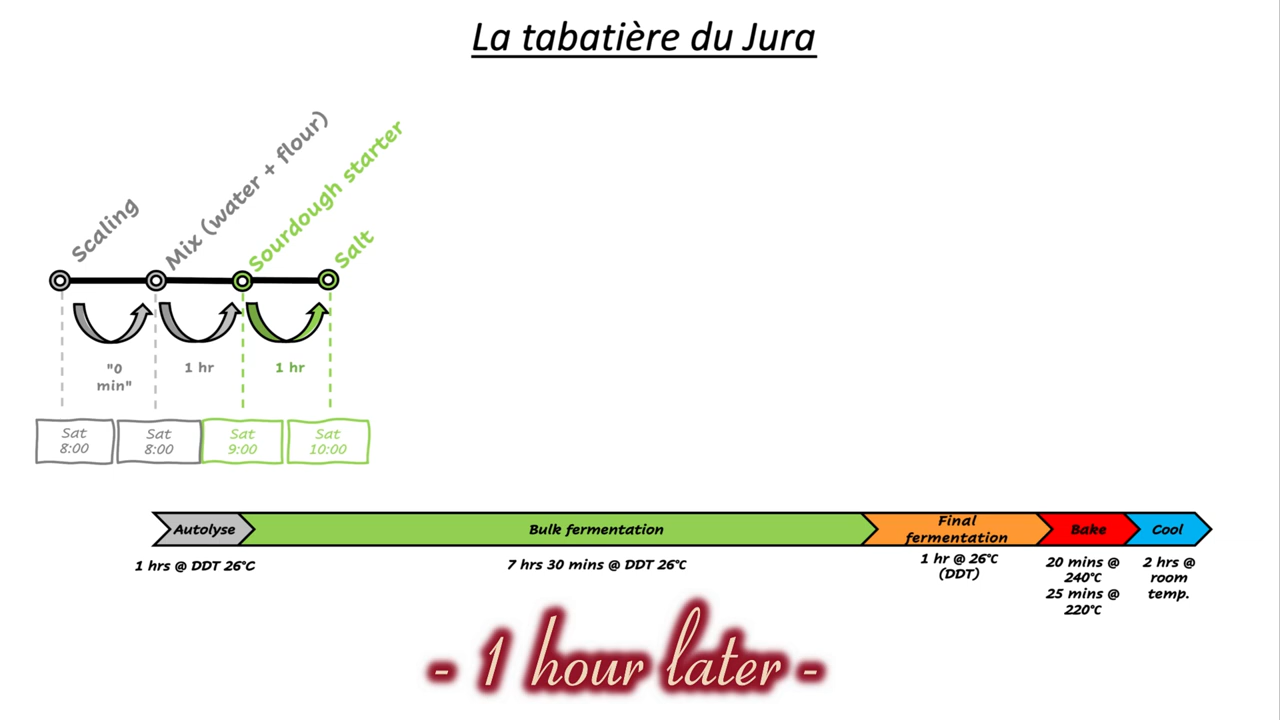 La tabatière du Jura
Scaling
Mix (water + flour)
Sourdough starter
Salt
"0
min"
1 hr
1 hr
Sat
8:00
Sat
8:00
Sat
9:00
Sat
10:00
Autolyse
Bulk fermentation
Final
fermentation
Bake
Cool
1 hrs @ DDT 26°C
7 hrs 30 mins @ DDT 26°C
1 hr @ 26°C
(DDT)
20 mins @
240°C
25 mins @
220°C
2 hrs @
room
temp.
- 1 hour later -